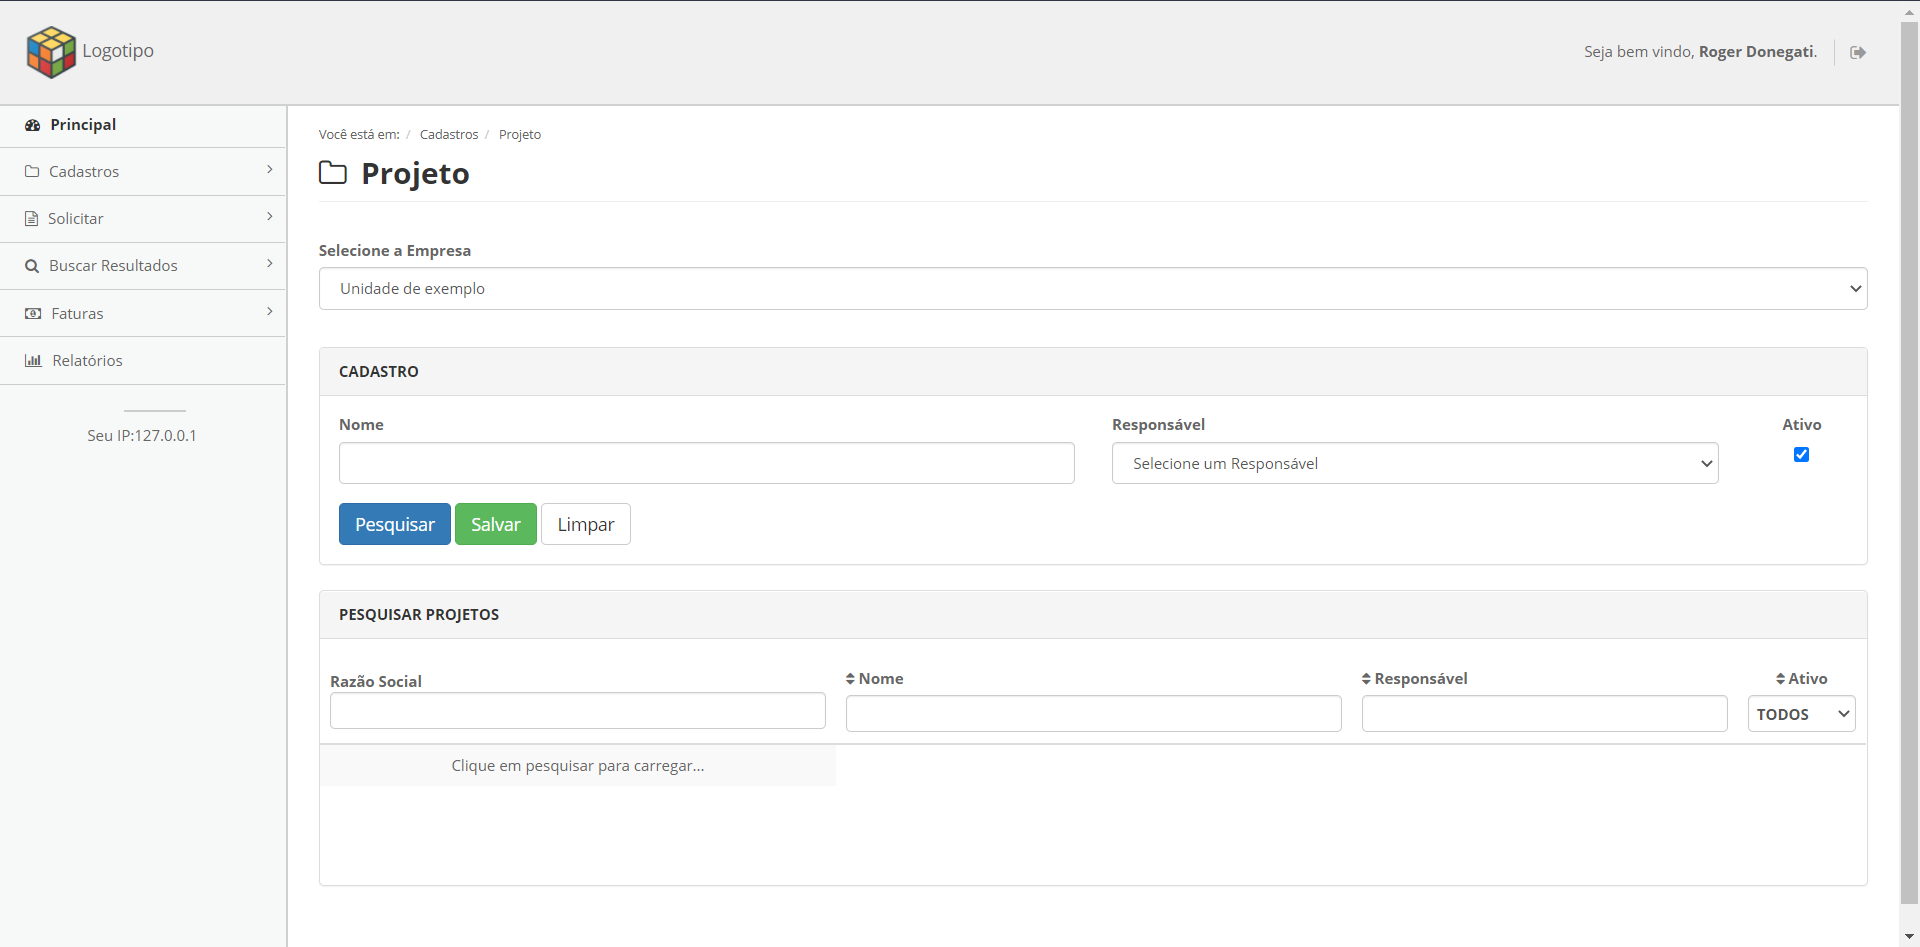 Logotipo
Seja bem vindo, Roger Donegati.
Principal
Cadastros
Solicitar
Buscar Resultados
Faturas
Relatórios
Seu IP:127.0.0.1
Você está em: / Cadastros / Projeto
Projeto
Selecione a Empresa
Unidade de exemplo
CADASTRO
Nome Responsável Ativo
Selecione um Responsável
Pesquisar Salvar Limpar
PESQUISAR PROJETOS
Razão Social Nome Responsável Ativo
TODOS
Clique em pesquisar para carregar...